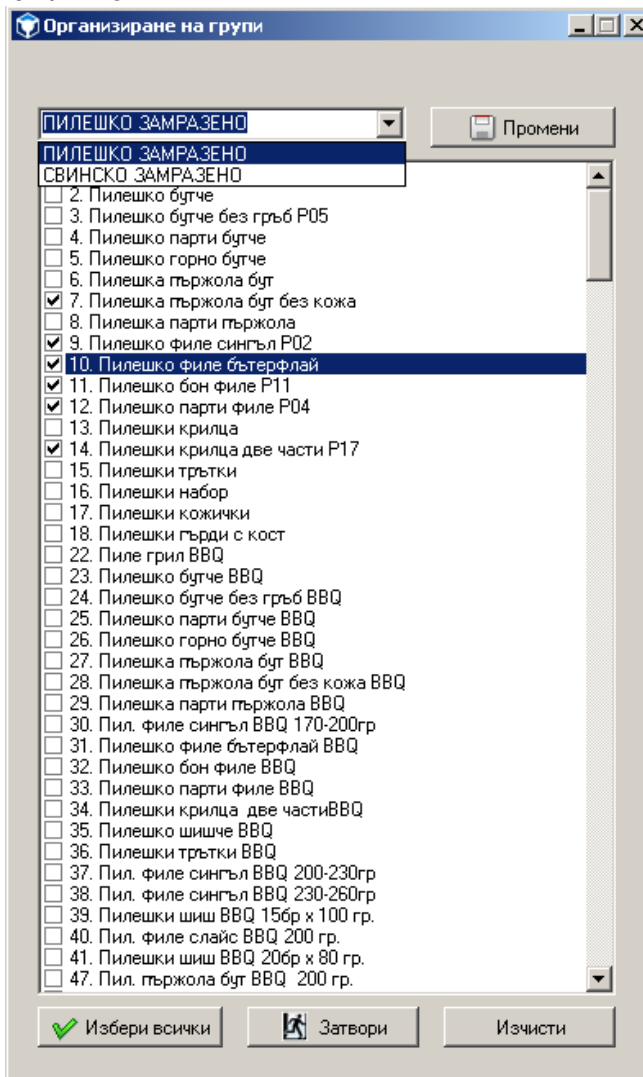 Организиране на групи
ПИЛЕШКО ЗАМРАЗЕНО
Промени
ПИЛЕШКО ЗАМРАЗЕНО
СВИНСКО ЗАМРАЗЕНО
2. Пилешко бутче
3. Пилешко бутче без гръб P05
4. Пилешко парти бутче
5. Пилешко горно бутче
6. Пилешка пържола бут
7. Пилешка пържола бут без кожа
8. Пилешка парти пържола
9. Пилешко филе сингъл P02
10. Пилешко филе бътерфлай
11. Пилешко бон филе P11
12. Пилешко парти филе P04
13. Пилешки крилца
14. Пилешки крилца две части P17
15. Пилешки тръtки
16. Пилешки набор
17. Пилешки кожички
18. Пилешки гърди с кост
22. Пиле грил BBQ
23. Пилешко бутче BBQ
24. Пилешко бутче без гръб BBQ
25. Пилешко парти бутче BBQ
26. Пилешко горно бутче BBQ
27. Пилешка пържола бут BBQ
28. Пилешка пържола бут без кожа BBQ
29. Пилешка парти пържола BBQ
30. Пил. филе сингъл BBQ 170-200гр
31. Пилешко филе бътерфлай BBQ
32. Пилешко бон филе BBQ
33. Пилешко парти филе BBQ
34. Пилешки крилца две частиBBQ
35. Пилешко шишче BBQ
36. Пилешки трътки BBQ
37. Пил. филе сингъл BBQ 200-230гр
38. Пил. филе сингъл BBQ 230-260гр
39. Пилешки шиш BBQ 15бр x 100 гр.
40. Пил. филе слайс BBQ 200 гр.
41. Пилешки шиш BBQ 20бр x 80 гр.
47. Пил. пържола бут BBQ 200 гр.
Избери всички
Затвори
Изчисти